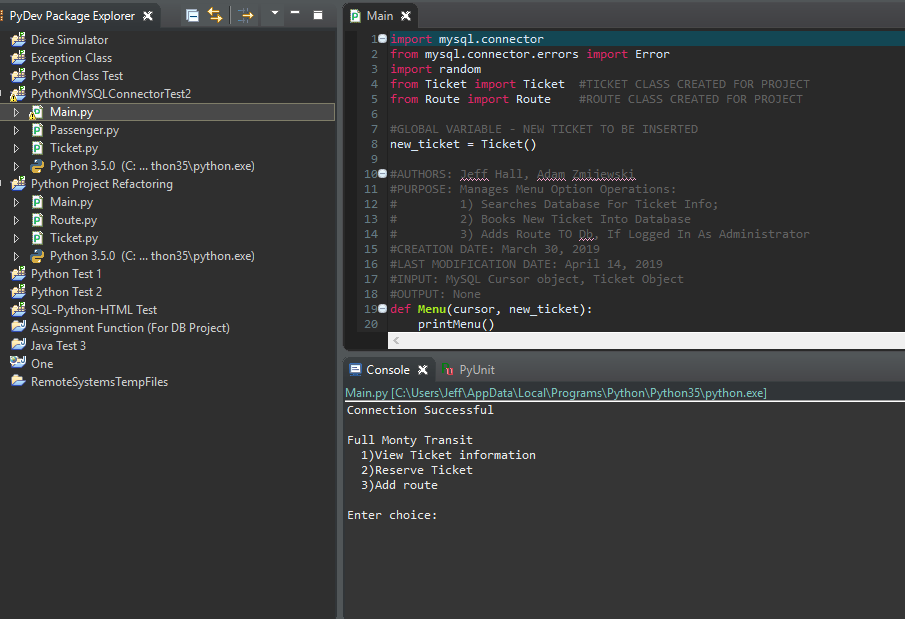 PyDev Package Explorer
Dice Simulator
Exception Class
Python Class Test
PythonMYSQLConnectorTest2
Main.py
Passenger.py
Ticket.py
Python 3.5.0 (C: ... thon35\python.exe)
Python Project Refactoring
Main.py
Route.py
Ticket.py
Python 3.5.0 (C: ... thon35\python.exe)
Python Test 1
Python Test 2
SQL-Python-HTML Test
Assignment Function (For DB Project)
Java Test 3
One
RemoteSystemsTempFiles
Main
1 import mysql.connector
2 from mysql.connector.errors import Error
3 import random
4 from Ticket import Ticket  #TICKET CLASS CREATED FOR PROJECT
5 from Route import Route    #ROUTE CLASS CREATED FOR PROJECT
6
7 #GLOBAL VARIABLE - NEW TICKET TO BE INSERTED
8 new_ticket = Ticket()
9
10 #AUTHORS: Jeff Hall, Adam Zmijewski
11 #PURPOSE: Manages Menu Option Operations:
12 #         1) Searches Database For Ticket Info;
13 #         2) Books New Ticket Into Database
14 #         3) Adds Route TO Db, If Logged In As Administrator
15 #CREATION DATE: March 30, 2019
16 #LAST MODIFICATION DATE: April 14, 2019
17 #INPUT: MySQL Cursor object, Ticket Object
18 #OUTPUT: None
19 def Menu(cursor, new_ticket):
20     printMenu()
Console
PyUnit
Main.py [C:\Users\Jeff\AppData\Local\Programs\Python\Python35\python.exe]
Connection Successful
Full Monty Transit
1)View Ticket information
2)Reserve Ticket
3)Add route
Enter choice: